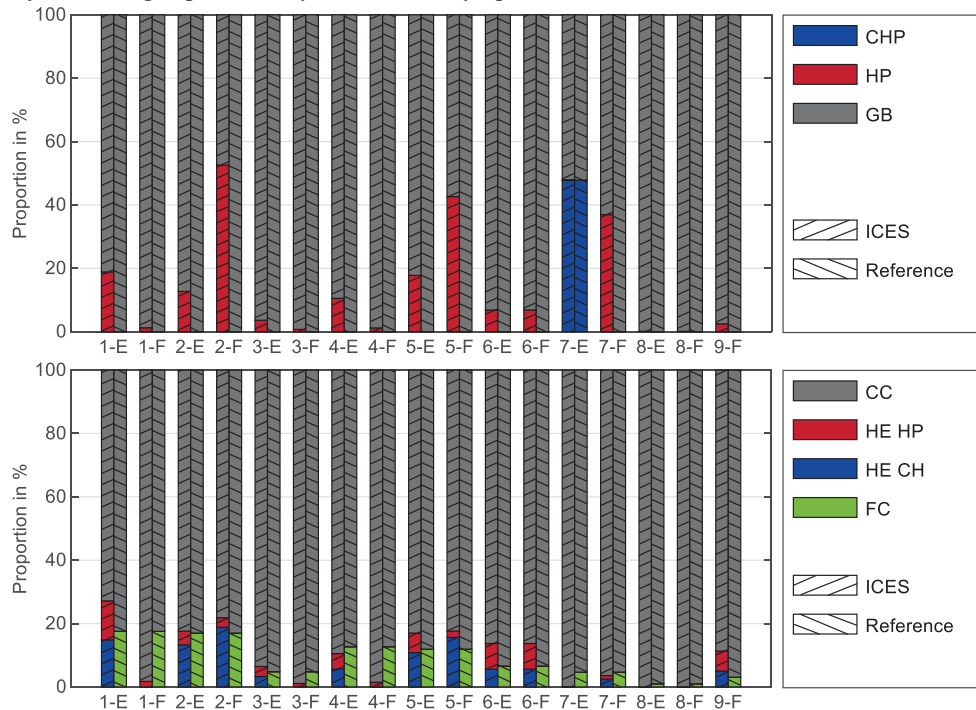 100
80
60
40
20
0
Proportion in %
1-E 1-F 2-E 2-F 3-E 3-F 4-E 4-F 5-E 5-F 6-E 6-F 7-E 7-F 8-E 8-F 9-F
CHP
HP
GB
ICES
Reference
100
80
60
40
20
0
Proportion in %
1-E 1-F 2-E 2-F 3-E 3-F 4-E 4-F 5-E 5-F 6-E 6-F 7-E 7-F 8-E 8-F 9-F
CC
HE HP
HE CH
FC
ICES
Reference